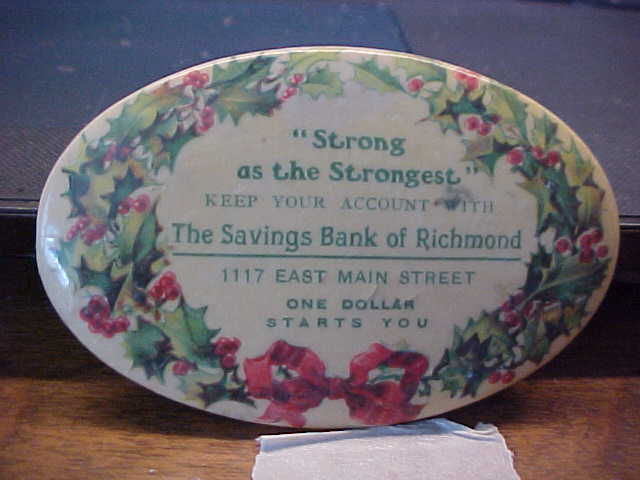 "Strong
as the Strongest"
KEEP YOUR ACCOUNT WITH
The Savings Bank of Richmond
1117 EAST MAIN STREET
ONE DOLLAR
STARTS YOU